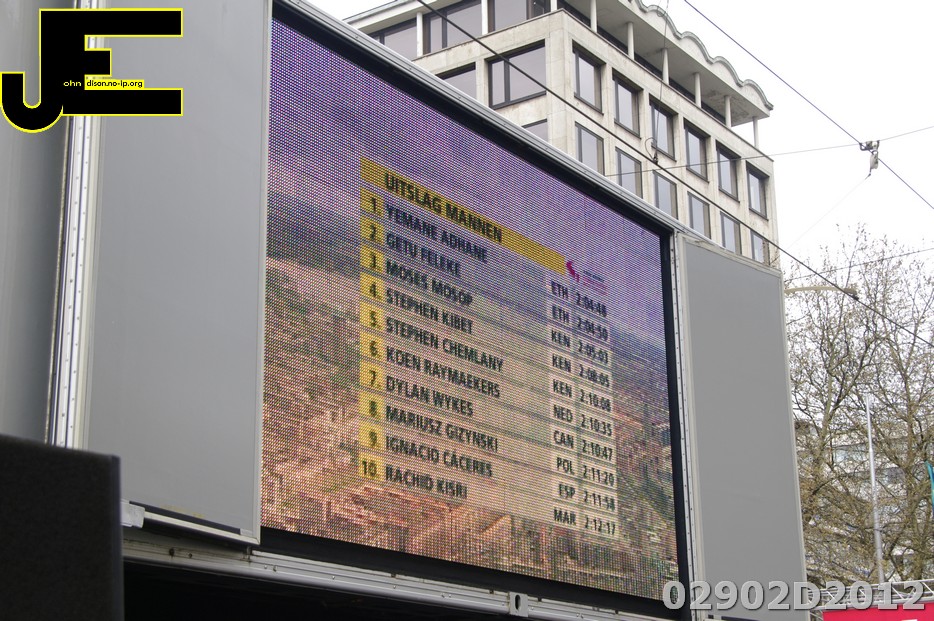 JE
ohn dison.no-ip.org
UITSLAG MANNEN
1. YEMANE ADHANE ETH 2:04:48
2. GETU FELEKE ETH 2:04:50
3. MOSES MOSOP KEN 2:05:03
4. STEPHEN KIBET KEN 2:08:05
5. STEPHEN CHEMLANY KEN 2:10:08
6. KOEN RAYMAEKERS NED 2:10:35
7. DYLAN WYKES CAN 2:10:47
8. MARIUSZ GIZYNSKI POL 2:11:20
9. IGNACIO CÁCERES ESP 2:11:58
10. RACHID KISRI MAR 2:12:17
02902D2012